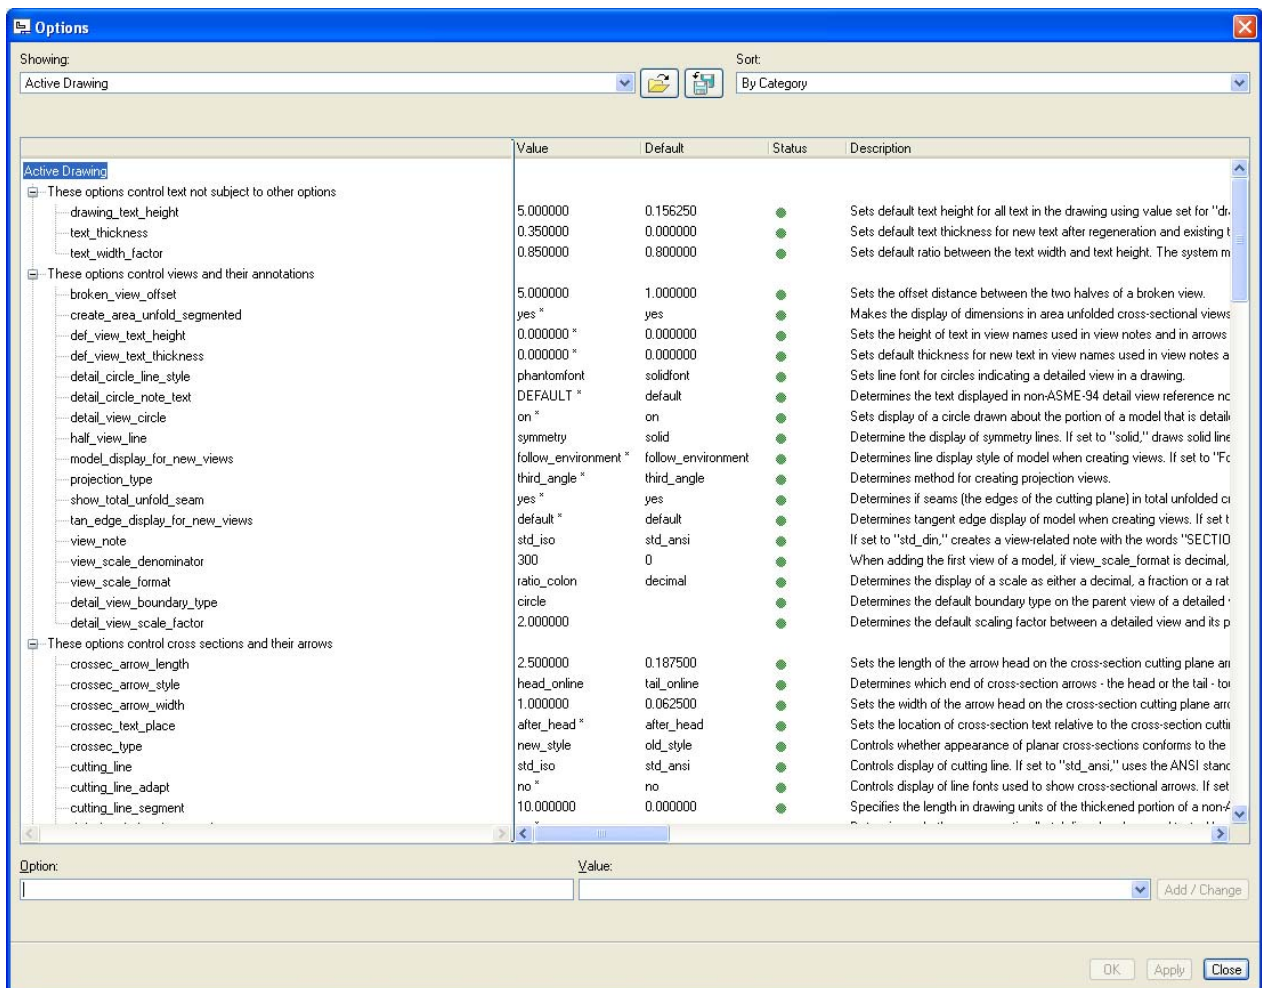 Options
Showing: Sort:
Active Drawing By Category
Value Default Status Description
Active Drawing
These options control text not subject to other options
drawing_text_height 5.000000 0.156250 Sets default text height for all text in the drawing using value set for "dr
text_thickness 0.350000 0.000000 Sets default text thickness for new text after regeneration and existing t
text_width_factor 0.850000 0.800000 Sets default ratio between the text width and text height. The system m
These options control views and their annotations
broken_view_offset 5.000000 1.000000 Sets the offset distance between the two halves of a broken view.
create_area_unfold_segmented yes * yes Makes the display of dimensions in area unfolded cross-sectional views
def_view_text_height 0.000000 * 0.000000 Sets the height of text in view names used in view notes and in arrows
def_view_text_thickness 0.000000 * 0.000000 Sets default thickness for new text in view names used in view notes a
detail_circle_line_style phantomfont solidfont Sets line font for circles indicating a detailed view in a drawing.
detail_circle_note_text DEFAULT * default Determines the text displayed in non-ASME-94 detail view reference no
detail_view_circle on * on Sets display of a circle drawn about the portion of a model that is detail
half_view_line symmetry solid Determine the display of symmetry lines. If set to "solid," draws solid line
model_display_for_new_views follow_environment * follow_environment Determines line display style of model when creating views. If set to "Fo
projection_type third_angle * third_angle Determines method for creating projection views.
show_total_unfold_seam yes * yes Determines if seams (the edges of the cutting plane) in total unfolded cr
tan_edge_display_for_new_views default * default Determines tangent edge display of model when creating views. If set t
view_note std_iso std_ansi If set to "std_din," creates a view-related note with the words "SECTIO
view_scale_denominator 300 0 When adding the first view of a model, if view_scale_format is decimal,
view_scale_format ratio_colon decimal Determines the display of a scale as either a decimal, a fraction or a rat
detail_view_boundary_type circle Determines the default boundary type on the parent view of a detailed
detail_view_scale_factor 2.000000 Determines the default scaling factor between a detailed view and its p
These options control cross sections and their arrows
crossec_arrow_length 2.500000 0.187500 Sets the length of the arrow head on the cross-section cutting plane arr
crossec_arrow_style head_online tail_online Determines which end of cross-section arrows - the head or the tail - to
crossec_arrow_width 1.000000 0.062500 Sets the width of the arrow head on the cross-section cutting plane arro
crossec_text_place after_head * after_head Sets the location of cross-section text relative to the cross-section cutti
crossec_type new_style old_style Controls whether appearance of planar cross-sections conforms to the
cutting_line std_iso std_ansi Controls display of cutting line. If set to "std_ansi," uses the ANSI stanc
cutting_line_adapt no * no Controls display of line fonts used to show cross-sectional arrows. If set
cutting_line_segment 10.000000 0.000000 Specifies the length in drawing units of the thickened portion of a non-A
Option: Value:
Add / Change
OK Apply Close